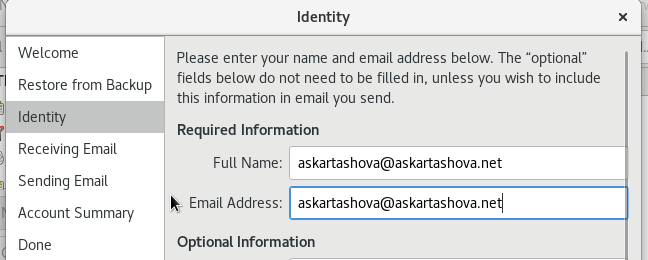 Identity
Welcome
Restore from Backup
Identity
Receiving Email
Sending Email
Account Summary
Done
Please enter your name and email address below. The “optional”
fields below do not need to be filled in, unless you wish to include
this information in email you send.
Required Information
Full Name: askartashova@askartashova.net
Email Address: askartashova@askartashova.net
Optional Information